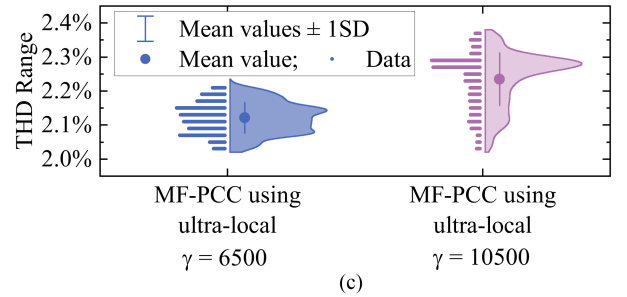 THD Range
2.4%
2.3%
2.2%
2.1%
2.0%
Mean values ± 1SD
Mean value; Data
MF-PCC using
ultra-local
γ = 6500
MF-PCC using
ultra-local
γ = 10500
(c)